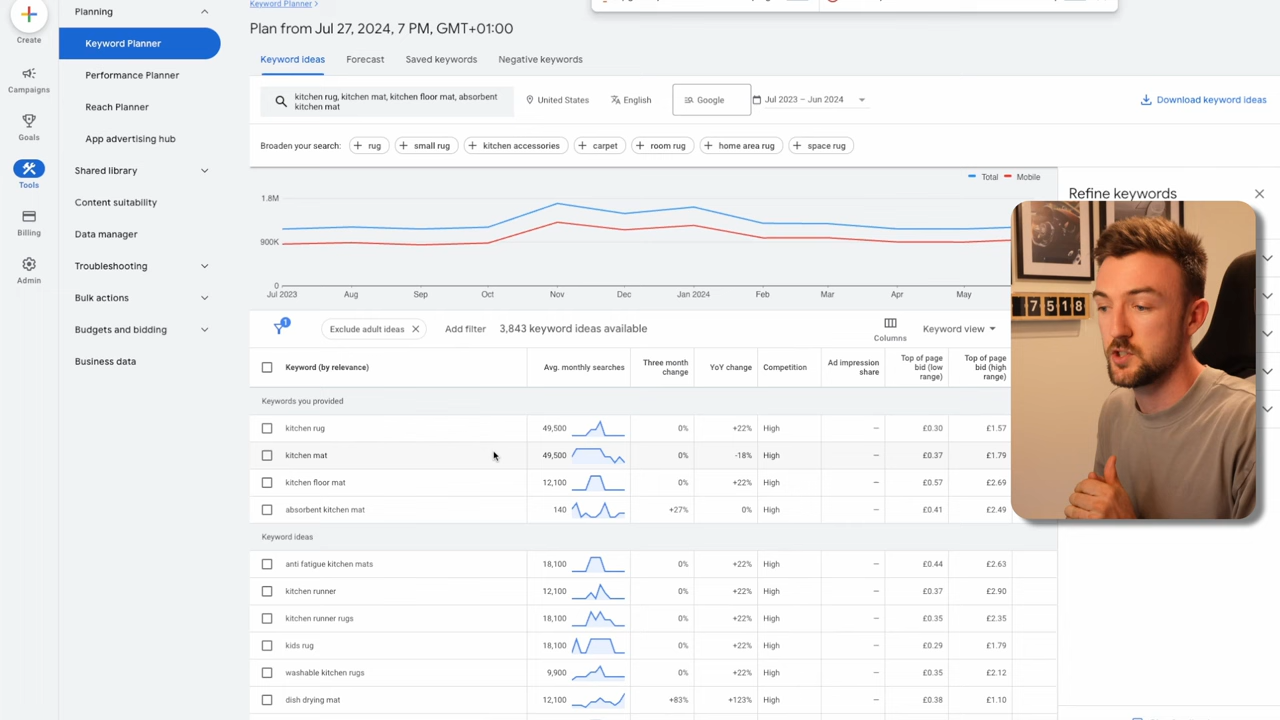 Create
Campaigns
Goals
Tools
Billing
Admin
Planning
Keyword Planner
Performance Planner
Reach Planner
App advertising hub
Shared library
Content suitability
Data manager
Troubleshooting
Bulk actions
Budgets and bidding
Business data
Keyword Planner >
Plan from Jul 27, 2024, 7 PM, GMT+01:00
Keyword ideas Forecast Saved keywords Negative keywords
kitchen rug, kitchen mat, kitchen floor mat, absorbent
kitchen mat
United States English Google Jul 2023 – Jun 2024 Download keyword ideas
Broaden your search: + rug + small rug + kitchen accessories + carpet + room rug + home area rug + space rug
Total Mobile
1.8M
900K
0
Jul 2023 Aug Sep Oct Nov Dec Jan 2024 Feb Mar Apr May
Refine keywords
7 5 18
1
Exclude adult ideas Add filter 3,843 keyword ideas available Columns Keyword view
Keyword (by relevance) Avg. monthly searches Three month change YoY change Competition Ad impression share Top of page bid (low range) Top of page bid (high range)
Keywords you provided
kitchen rug 49,500 0% +22% High — £0.30 £1.57
kitchen mat 49,500 0% -18% High — £0.37 £1.79
kitchen floor mat 12,100 0% +22% High — £0.57 £2.69
absorbent kitchen mat 140 +27% 0% High — £0.41 £2.49
Keyword ideas
anti fatigue kitchen mats 18,100 0% +22% High — £0.44 £2.63
kitchen runner 12,100 0% +22% High — £0.37 £2.90
kitchen runner rugs 18,100 0% +22% High — £0.35 £2.35
kids rug 18,100 0% +22% High — £0.29 £1.79
washable kitchen rugs 9,900 0% +22% High — £0.35 £2.12
dish drying mat 12,100 +83% +123% High — £0.38 £1.10